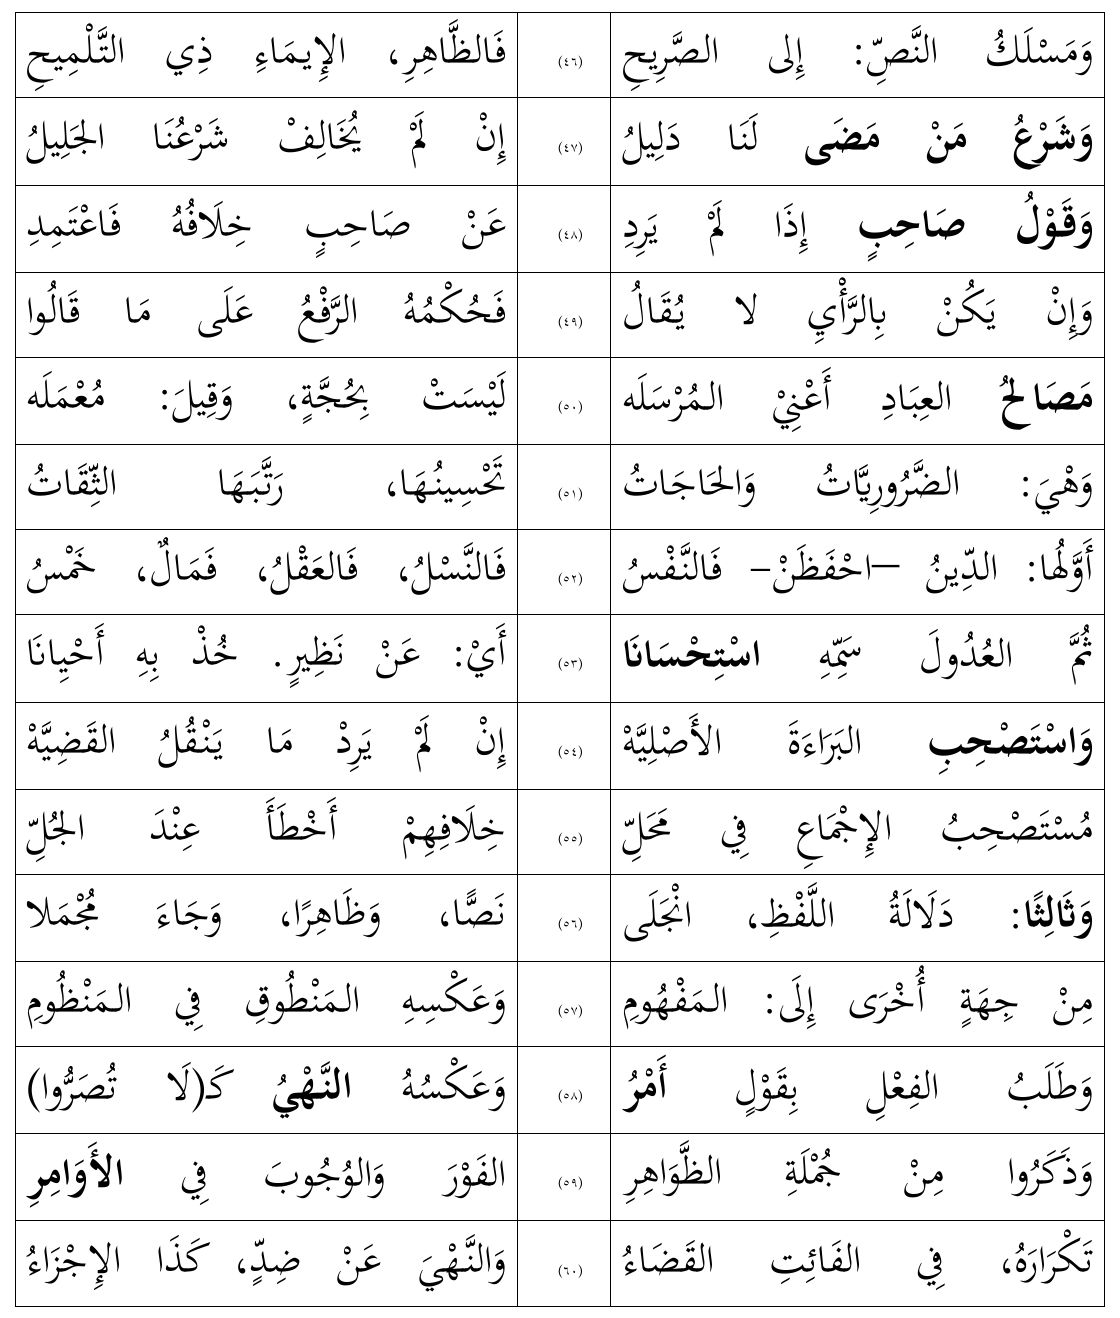 وَمَسْلَكُ النَّصِّ: إِلى الصَّرِيحِ (٤٦) فَالظَّاهِرِ، الإِيمَاءِ ذِي التَّلْمِيحِ
وَشَرْعُ مَنْ مَضَى لَنَا دَلِيلُ (٤٧) إِنْ لَمْ يُخَالِفْ شَرْعُنَا الجَلِيلُ
وَقَوْلُ صَاحِبٍ إِذَا لَمْ يَرِدِ (٤٨) عَنْ صَاحِبٍ خِلَافُهُ فَاعْتَمِدِ
وَإِنْ يَكُنْ بِالرَّأْيِ لا يُقَالُ (٤٩) فَحُكْمُهُ الرَّفْعُ عَلَى مَا قَالُوا
مَصَالحُ العِبَادِ أَعْنِيْ المُرْسَلَه (٥٠) لَيْسَتْ بِحُجَّةٍ، وَقِيلَ: مُعْمَلَه
وَهْيَ: الضَّرُورِيَّاتُ وَالحَاجَاتُ (٥١) تَحْسِينُهَا، رَتَّبَهَا الثِّقَاتُ
أَوَّلُها: الدِّينُ –احْفَظَنْ– فَالنَّفْسُ (٥٢) فَالنَّسْلُ، فَالعَقْلُ، فَمَالٌ، خَمْسُ
ثُمَّ العُدُولَ سَمِّهِ اسْتِحْسَانَا (٥٣) أَيْ: عَنْ نَظِيرٍ. خُذْ بِهِ أَحْيانَا
وَاسْتَصْحِبِ البَرَاءَةَ الأَصْلِيَّهْ (٥٤) إِنْ لَمْ يَرِدْ مَا يَنْقُلُ القَضِيَّهْ
مُسْتَصْحِبُ الإِجْمَاعِ فِي مَحَلِّ (٥٥) خِلَافِهِمْ أَخْطَأَ عِنْدَ الجُلِّ
وَثَالِثًا: دَلَالَةُ اللَّفْظِ، انْجَلَى (٥٦) نَصًّا، وَظَاهِرًا، وَجَاءَ مُجْمَلا
مِنْ جِهَةٍ أُخْرَى إِلَى: المَفْهُومِ (٥٧) وَعَكْسِهِ المَنْطُوقِ فِي المَنْظُومِ
وَطَلَبُ الفِعْلِ بِقَوْلٍ أَمْرُ (٥٨) وَعَكْسُهُ النَّهْيُ كَـ(لَا تُصَرُّوا)
وَذَكَرُوا مِنْ جُمْلَةِ الظَّوَاهِرِ (٥٩) الفَوْرَ وَالوُجُوبَ فِي الأَوَامِرِ
تَكْرَارَهُ، فِي الفَائِتِ القَضَاءُ (٦٠) وَالنَّهْيَ عَنْ ضِدٍّ، كَذَا الإِجْزَاءُ